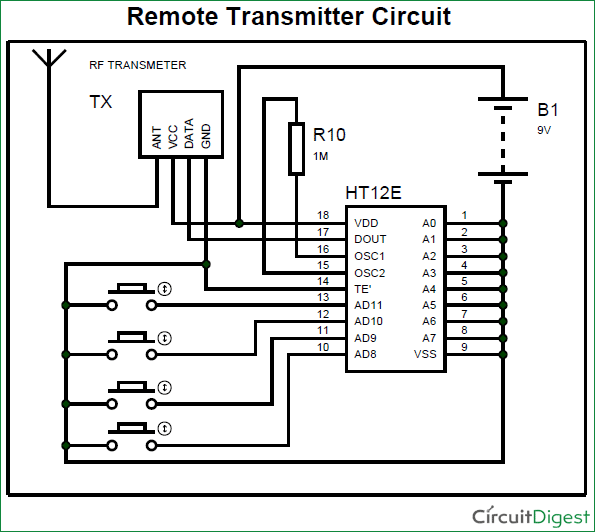 Remote Transmitter Circuit
RF TRANSMETER
TX
ANT
VCC
DATA
GND
R10
1M
B1
9V
HT12E
18 VDD A0 1
17 DOUT A1 2
16 OSC1 A2 3
15 OSC2 A3 4
14 TE' A4 5
13 AD11 A5 6
12 AD10 A6 7
11 AD9 A7 8
10 AD8 VSS 9
CircuitDigest